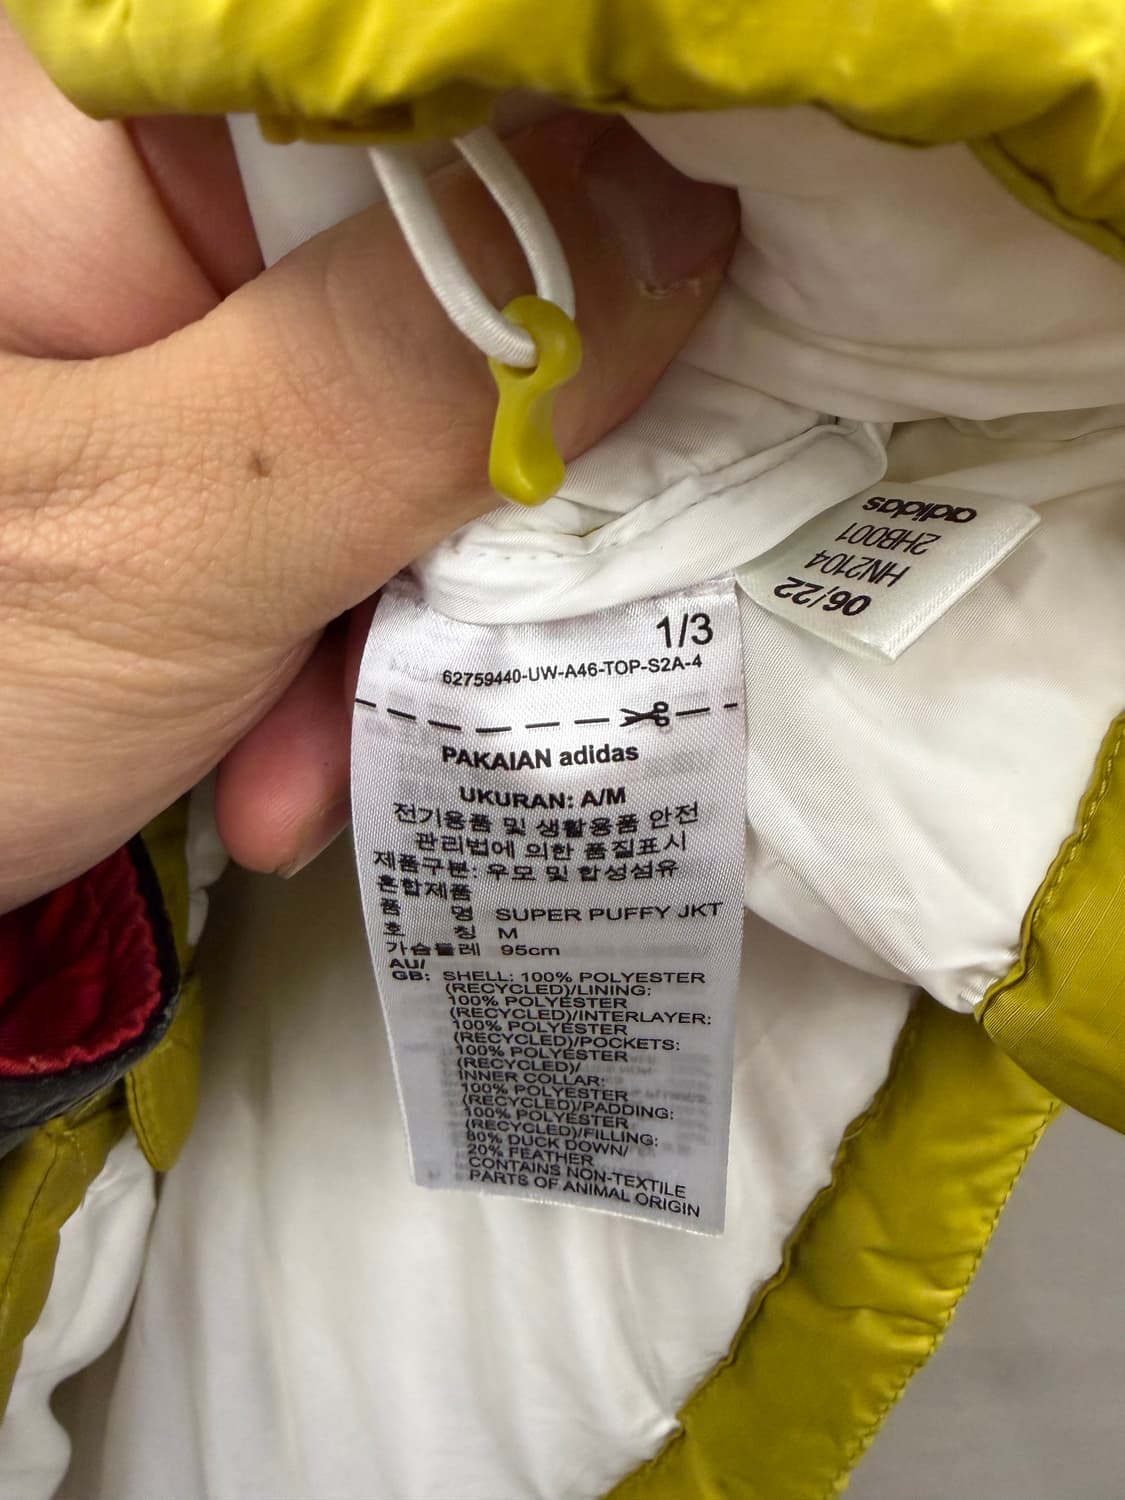 1/3
62759440-UW-A46-TOP-S2A-4
PAKAIAN adidas
UKURAN: A/M
전기용품 및 생활용품 안전
관리법에 의한 품질표시
제품구분: 우모 및 합성섬유
혼합제품
품 명 SUPER PUFFY JKT
호 칭 M
가슴둘레 95cm
AU/
GB: SHELL: 100% POLYESTER
(RECYCLED)/LINING:
100% POLYESTER
(RECYCLED)/INTERLAYER:
100% POLYESTER
(RECYCLED)/POCKETS:
100% POLYESTER
(RECYCLED)/
INNER COLLAR:
100% POLYESTER
(RECYCLED)/PADDING:
100% POLYESTER
(RECYCLED)/FILLING:
80% DUCK DOWN/
20% FEATHER
CONTAINS NON-TEXTILE
PARTS OF ANIMAL ORIGIN
adidas
2HB001
HN2104
06/22